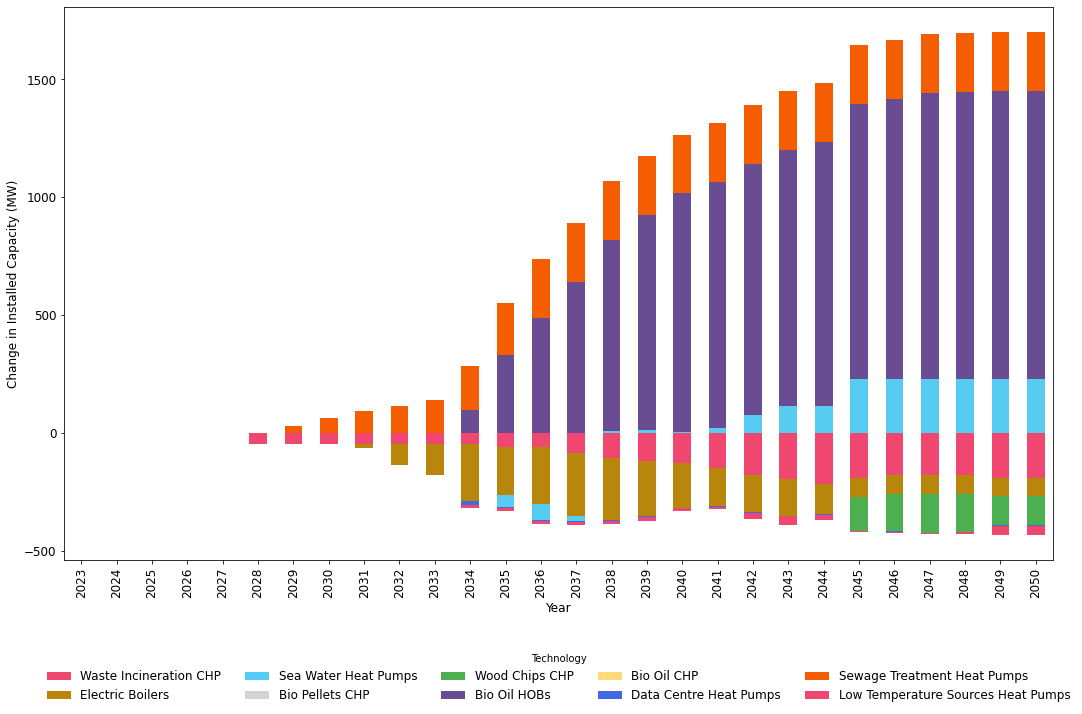 1500
1000
500
0
−500
Change in Installed Capacity (MW)
2023 2024 2025 2026 2027 2028 2029 2030 2031 2032 2033 2034 2035 2036 2037 2038 2039 2040 2041 2042 2043 2044 2045 2046 2047 2048 2049 2050
Year
Technology
Waste Incineration CHP Sea Water Heat Pumps Wood Chips CHP Bio Oil CHP Sewage Treatment Heat Pumps
Electric Boilers Bio Pellets CHP Bio Oil HOBs Data Centre Heat Pumps Low Temperature Sources Heat Pumps